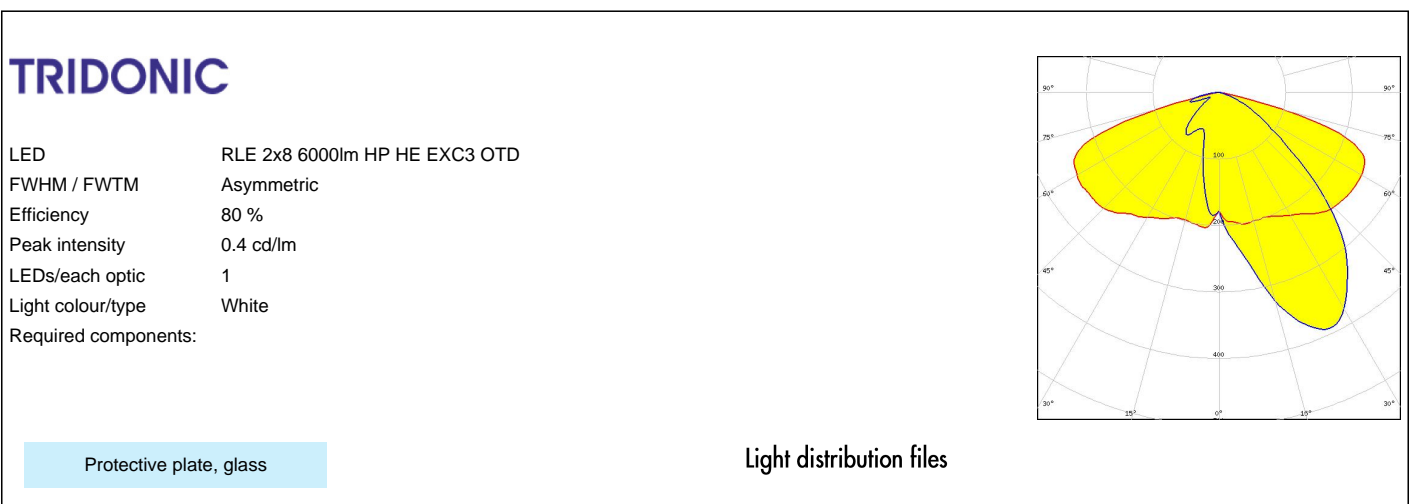 TRIDONIC
LED RLE 2x8 6000lm HP HE EXC3 OTD
FWHM / FWTM Asymmetric
Efficiency 80 %
Peak intensity 0.4 cd/lm
LEDs/each optic 1
Light colour/type White
Required components:
Protective plate, glass
90° 90°
75° 75°
100
60° 60°
200
45° 45°
300
400
30° 30°
15° 0° 15°
Light distribution files